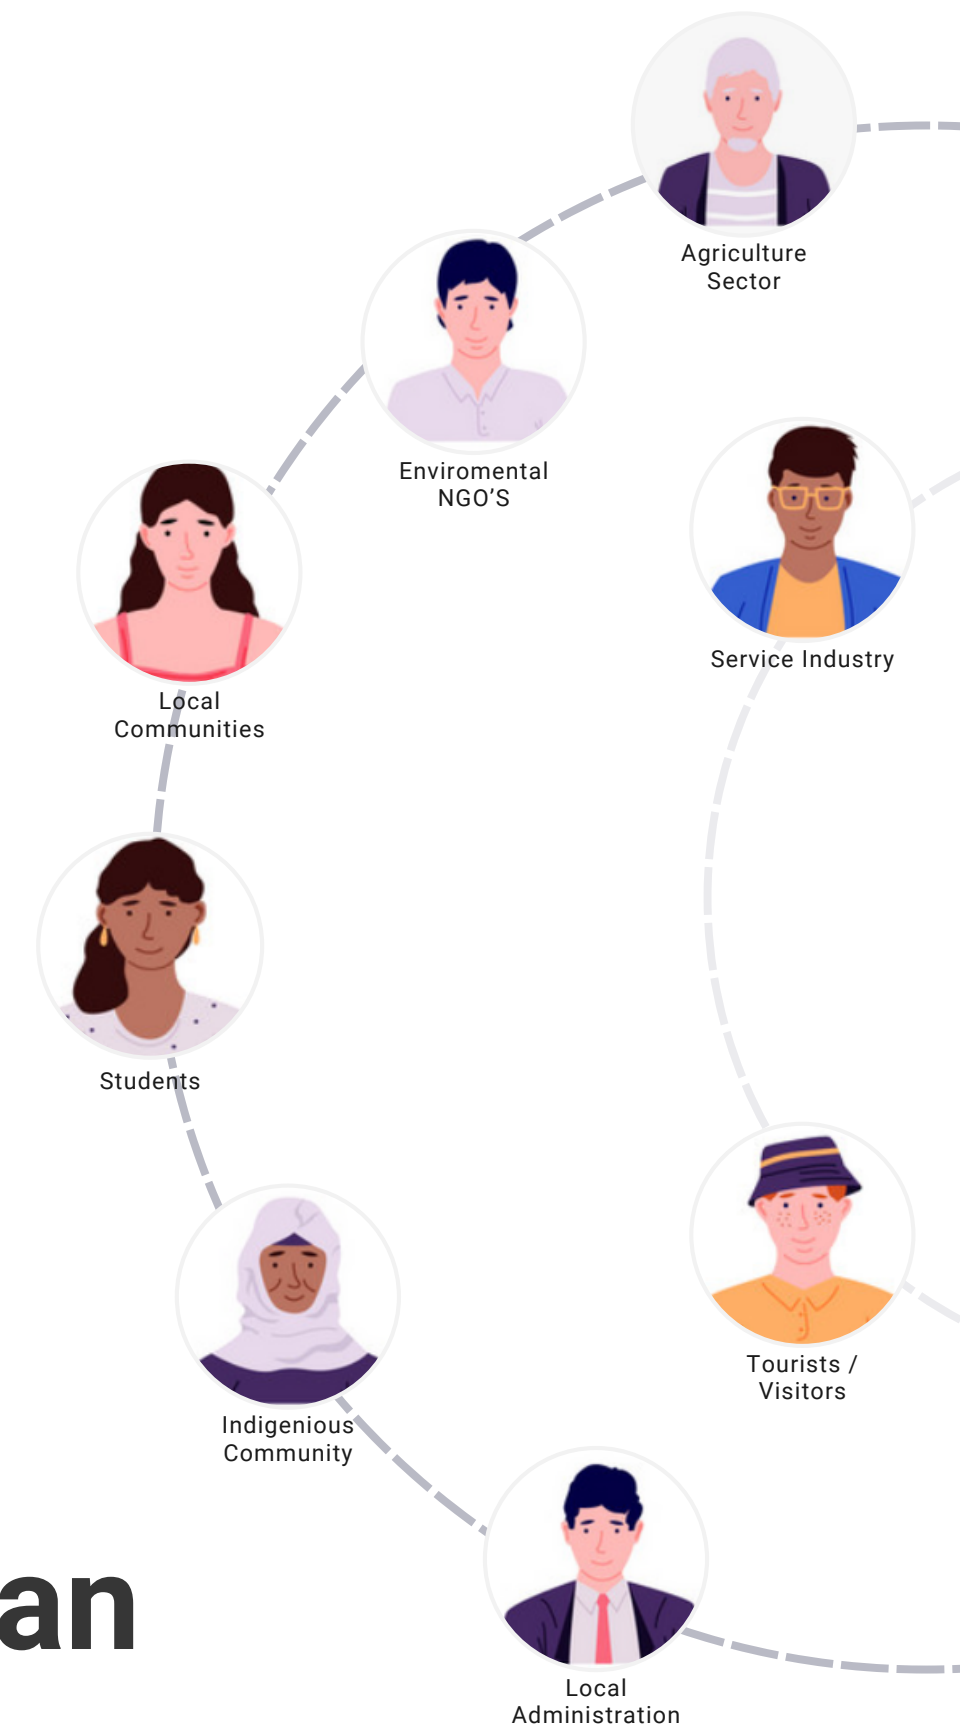 Agriculture
Sector
Enviromental
NGO'S
Service Industry
Local
Communities
Students
Tourists /
Visitors
Indigenious
Community
an
Local
Administration